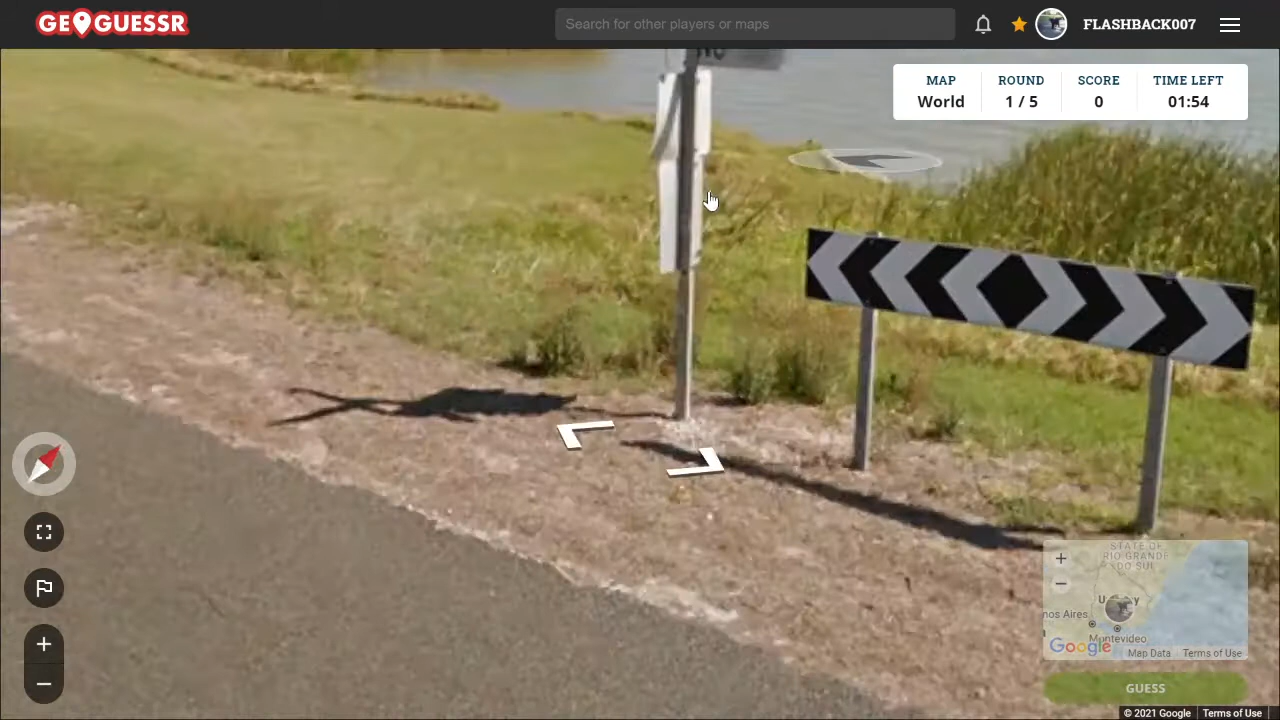 GEOGUESSR
Search for other players or maps
FLASHBACK007
MAP
World
ROUND
1 / 5
SCORE
0
TIME LEFT
01:54
STATE OF
RIO GRANDE
DO SUL
nos Aires
Montevideo
Google
Map Data
Terms of Use
GUESS
© 2021 Google
Terms of Use